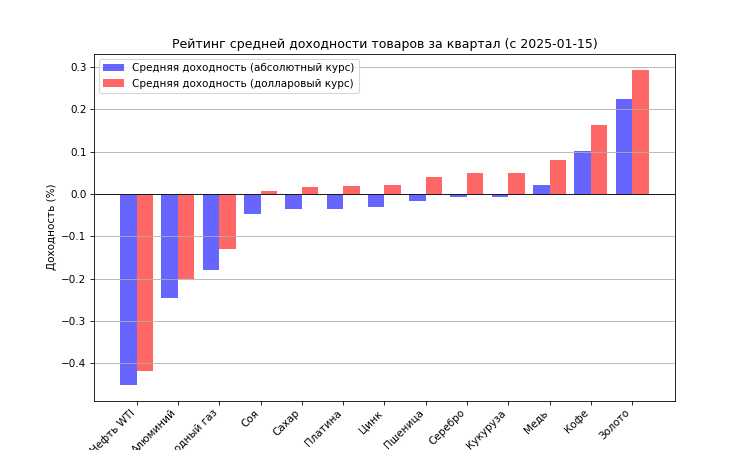 Рейтинг средней доходности товаров за квартал (с 2025-01-15)
Средняя доходность (абсолютный курс)
Средняя доходность (долларовый курс)
Доходность (%)
0.3
0.2
0.1
0.0
−0.1
−0.2
−0.3
−0.4
Нефть WTI
Алюминий
газ
Соя
Сахар
Платина
Цинк
Пшеница
Серебро
Кукуруза
Медь
Кофе
Золото